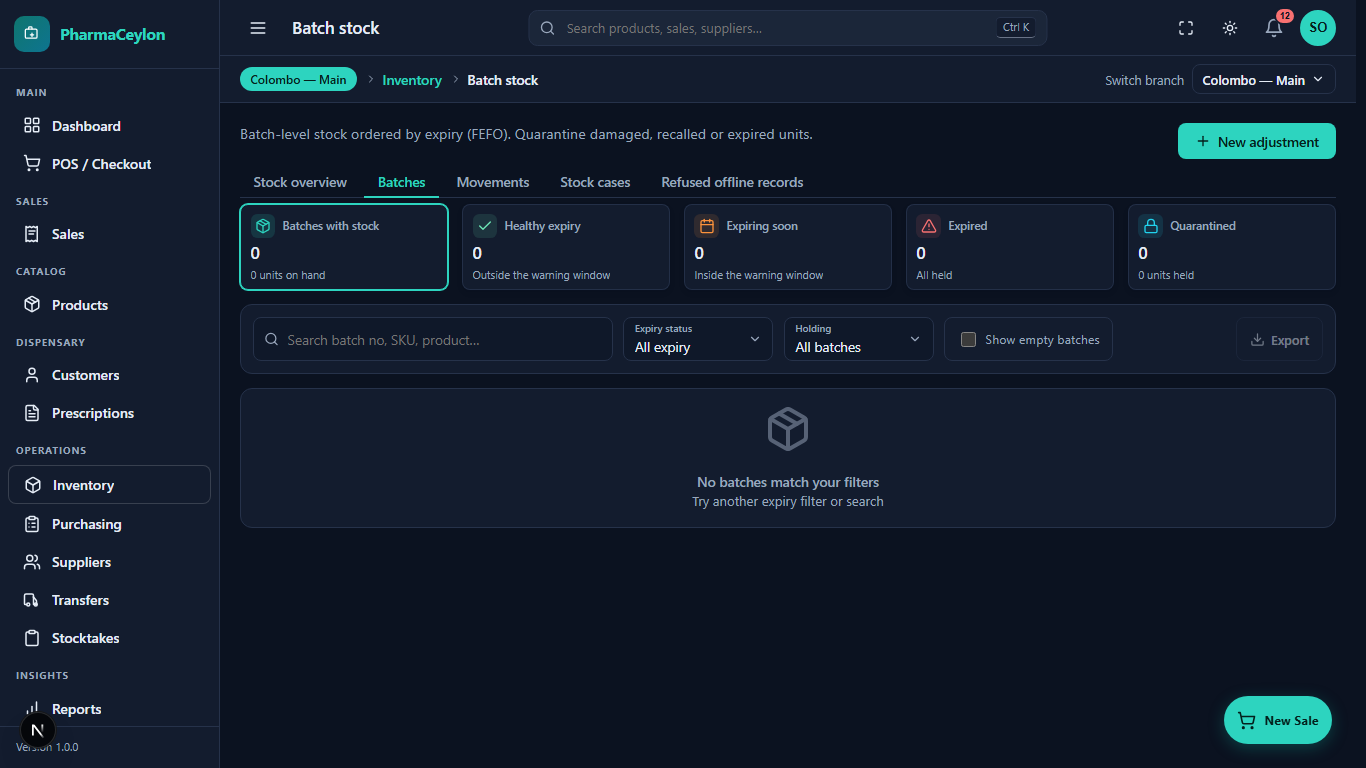 PharmaCeylon
Batch stock
Search products, sales, suppliers...
Ctrl K
12
SO
Colombo — Main
Inventory
Batch stock
Switch branch
Colombo — Main
MAIN
Dashboard
POS / Checkout
SALES
Sales
CATALOG
Products
DISPENSARY
Customers
Prescriptions
OPERATIONS
Inventory
Purchasing
Suppliers
Transfers
Stocktakes
INSIGHTS
Reports
N
Version 1.0.0
Batch-level stock ordered by expiry (FEFO). Quarantine damaged, recalled or expired units.
New adjustment
Stock overview
Batches
Movements
Stock cases
Refused offline records
Batches with stock
0
0 units on hand
Healthy expiry
0
Outside the warning window
Expiring soon
0
Inside the warning window
Expired
0
All held
Quarantined
0
0 units held
Search batch no, SKU, product...
Expiry status
All expiry
Holding
All batches
Show empty batches
Export
No batches match your filters
Try another expiry filter or search
New Sale